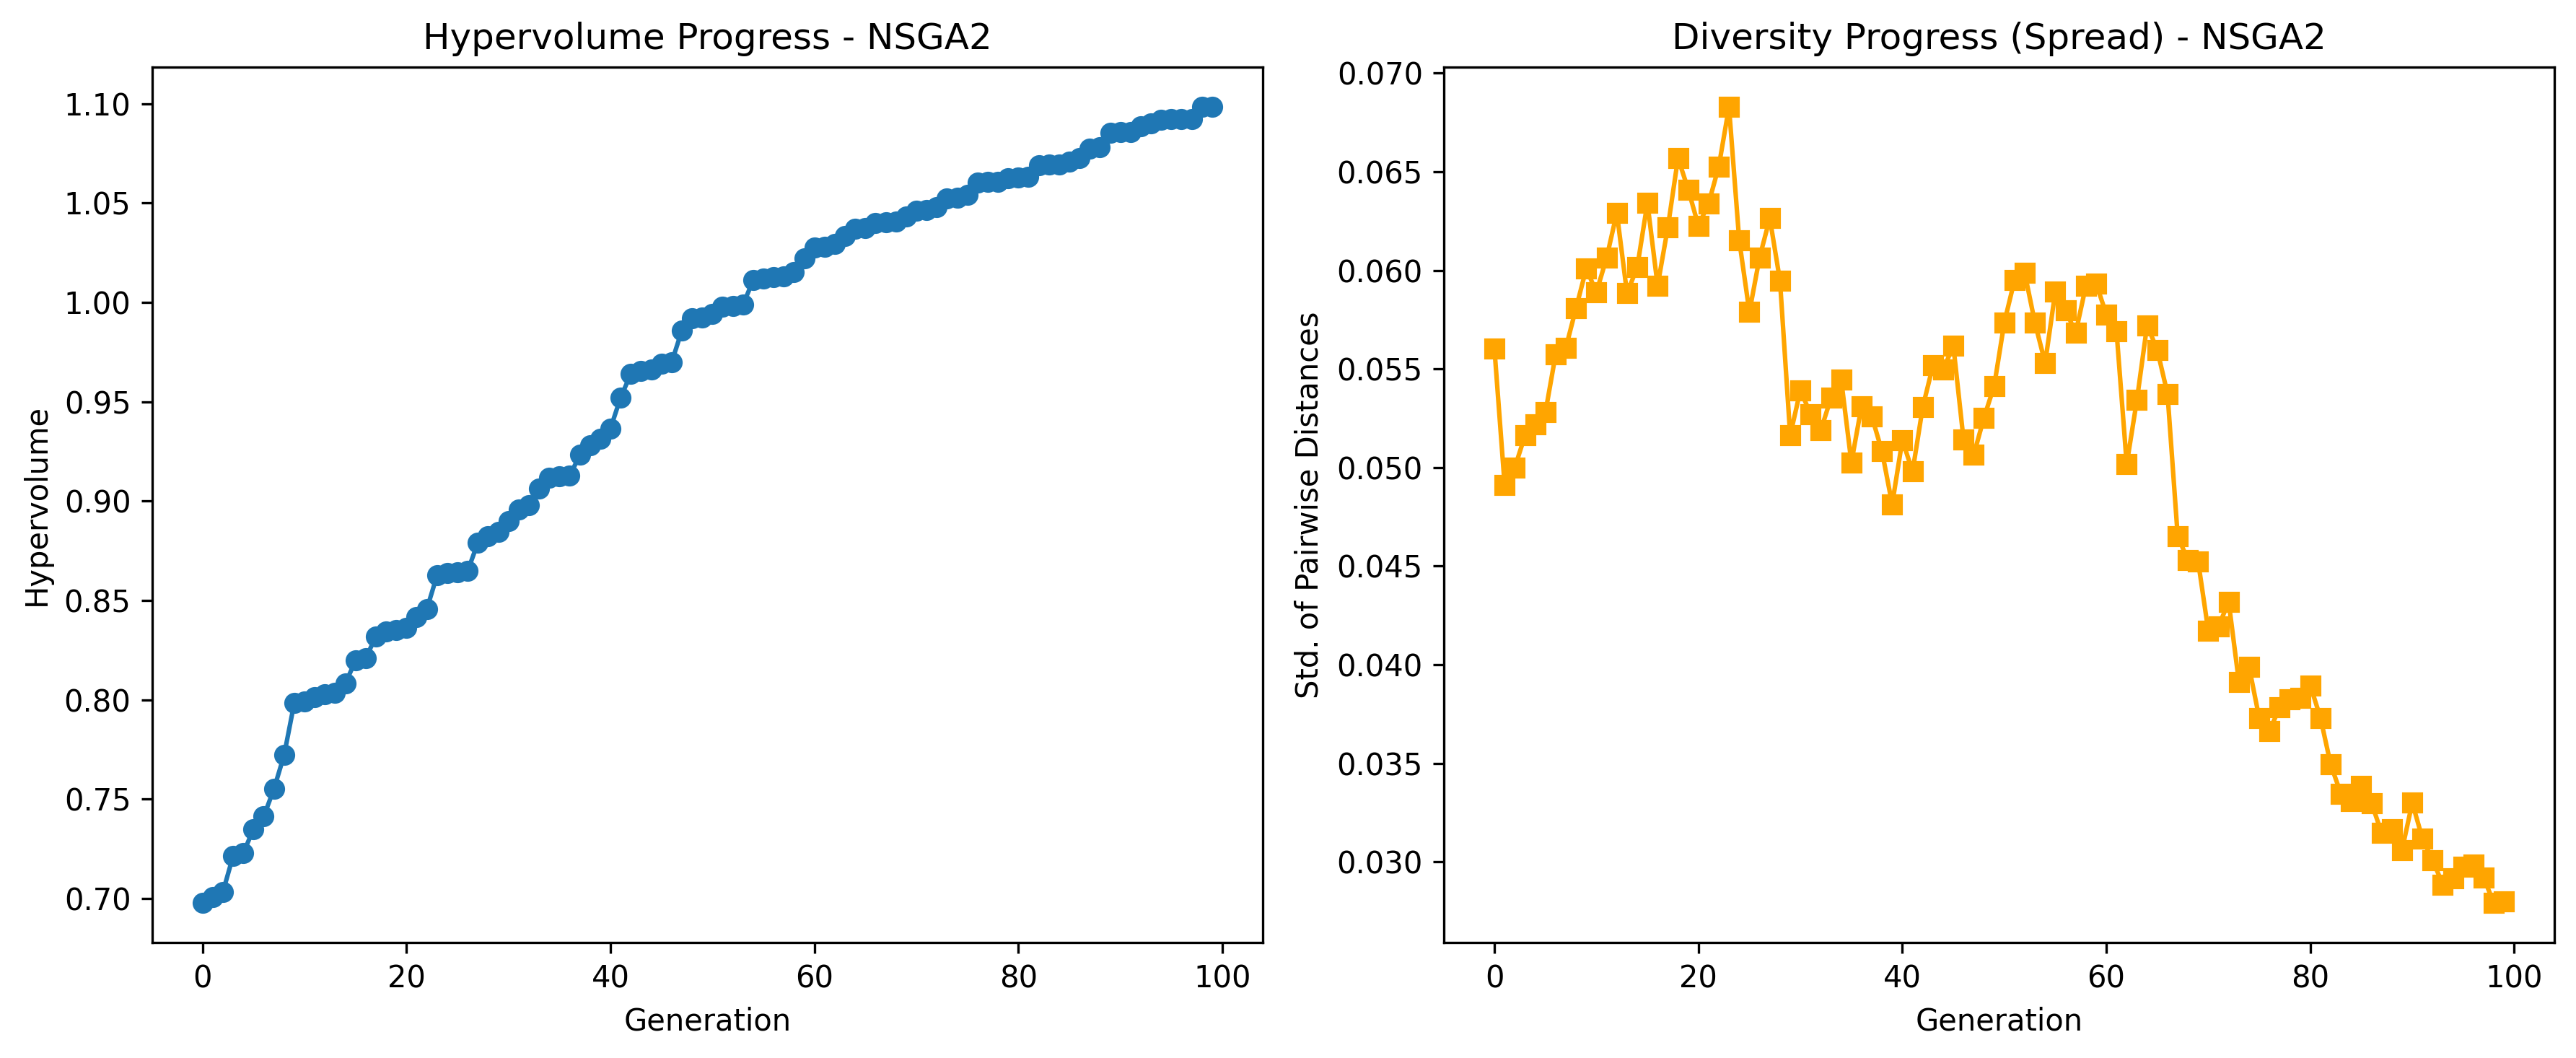 Hypervolume Progress - NSGA2
1.10
1.05
1.00
0.95
0.90
0.85
0.80
0.75
0.70
Hypervolume
0 20 40 60 80 100
Generation
Diversity Progress (Spread) - NSGA2
0.070
0.065
0.060
0.055
0.050
0.045
0.040
0.035
0.030
Std. of Pairwise Distances
0 20 40 60 80 100
Generation